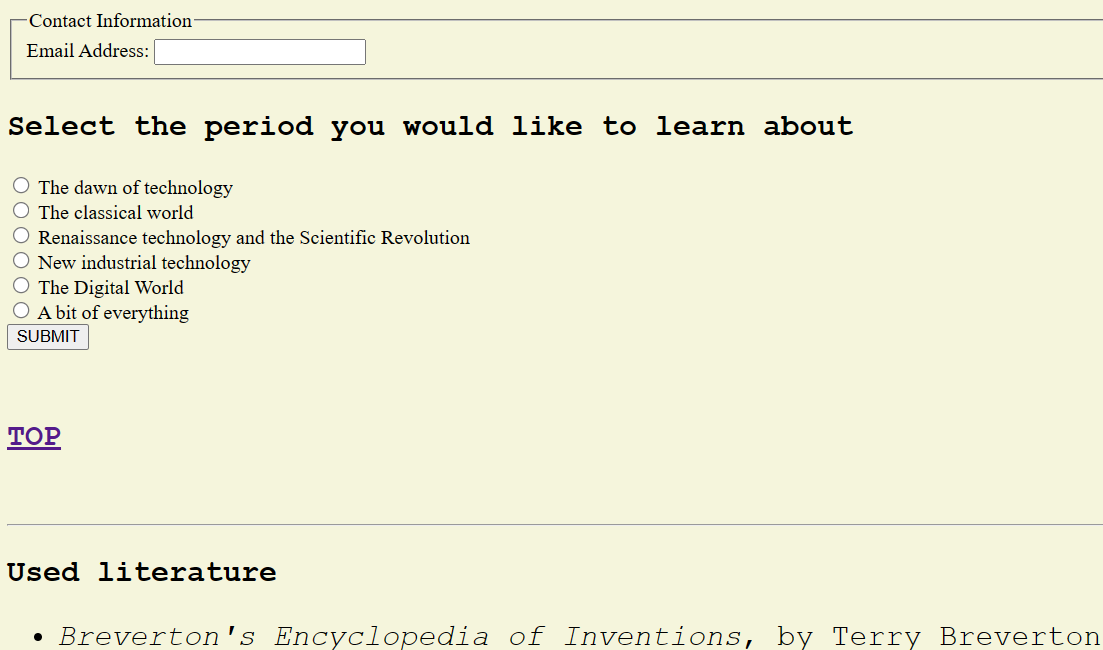 Contact Information
Email Address:
Select the period you would like to learn about
The dawn of technology
The classical world
Renaissance technology and the Scientific Revolution
New industrial technology
The Digital World
A bit of everything
SUBMIT
TOP
Used literature
• Breverton's Encyclopedia of Inventions, by Terry Breverton